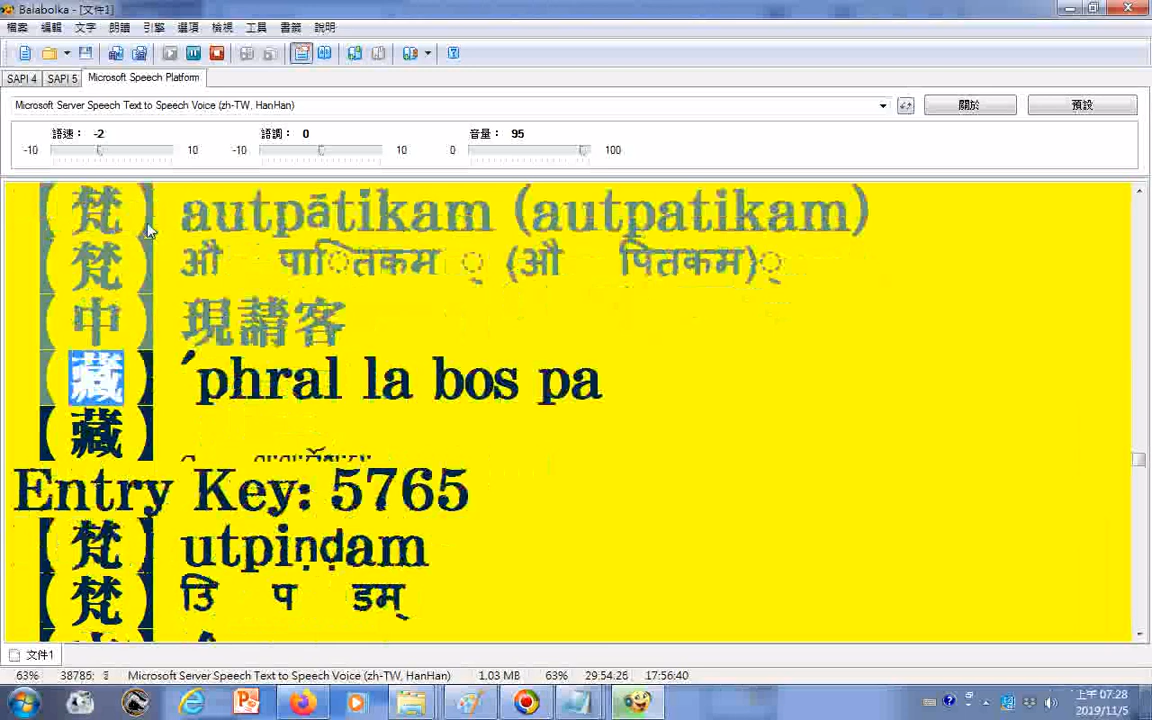 Balabolka - [文件1]
檔案 編輯 文字 朗讀 引擎 選項 檢視 工具 書籤 說明
SAPI 4 SAPI 5 Microsoft Speech Platform
Microsoft Server Speech Text to Speech Voice (zh-TW, HanHan) 關於 預設
語速： -2 語調： 0 音量： 95
-10 10 -10 10 0 100
【梵】 autpātikam (autpatikam)
【梵】 औ पाितकम ् (औ पितकम)्
【中】 現請客
【藏】 ´phral la bos pa
【藏】
Entry Key: 5765
【梵】 utpiṇḍam
【梵】 उि प डम्
文件1
63% 38785: Microsoft Server Speech Text to Speech Voice (zh-TW, HanHan) 1.03 MB 63% 29:54:26 17:56:40
上午 07:28
2019/11/5